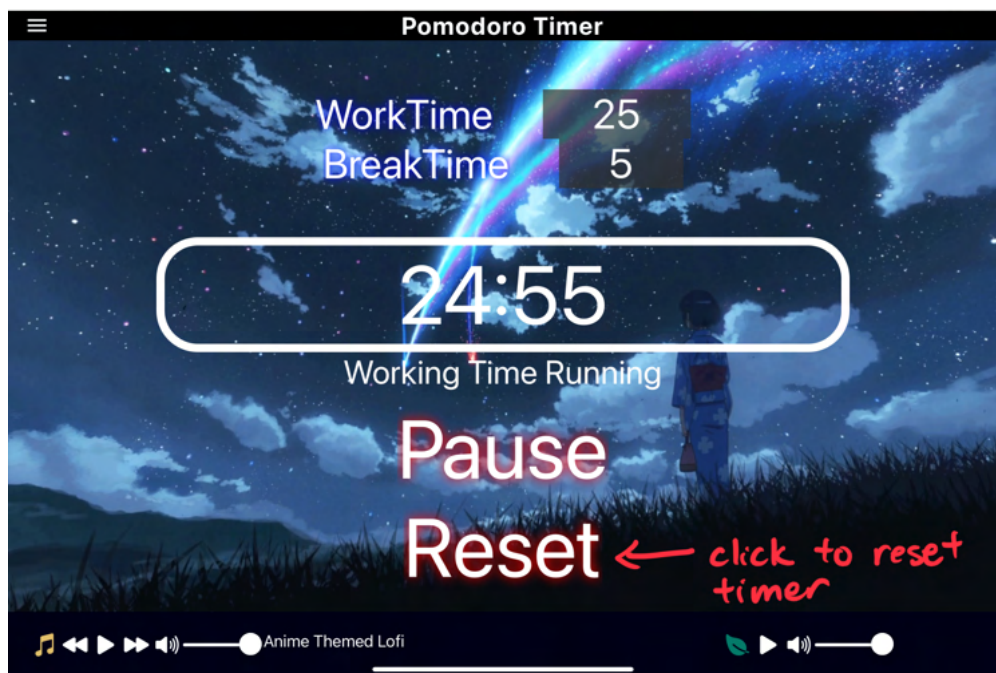 Pomodoro Timer
WorkTime 25
BreakTime 5
24:55
Working Time Running
Pause
Reset
click to reset
timer
Anime Themed Lofi